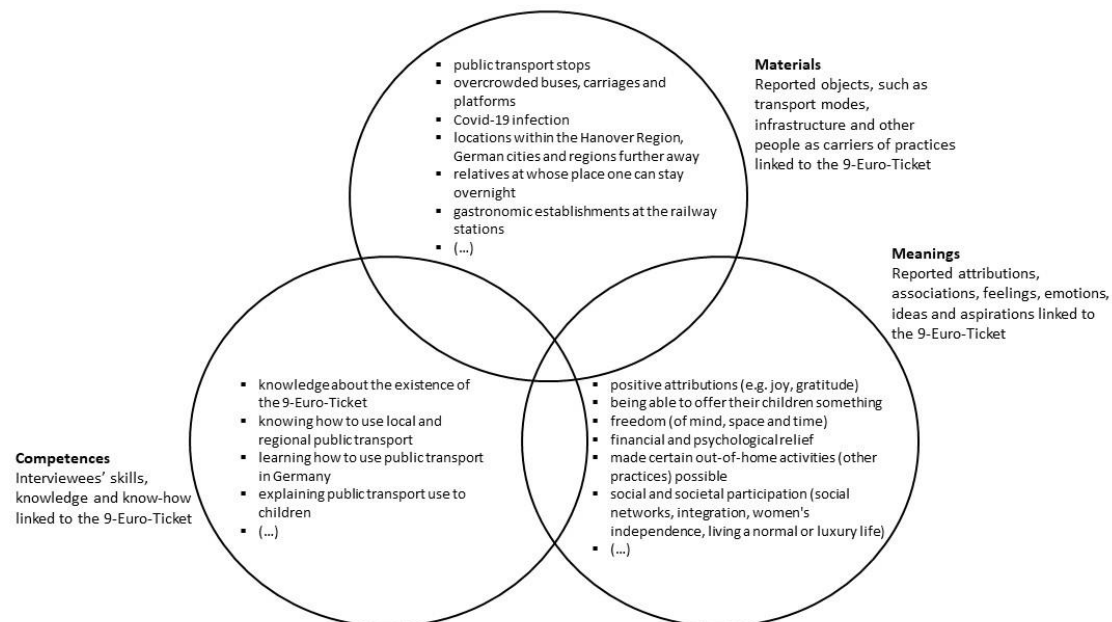 ▪ public transport stops
▪ overcrowded buses, carriages and
platforms
▪ Covid-19 infection
▪ locations within the Hanover Region,
German cities and regions further away
▪ relatives at whose place one can stay
overnight
▪ gastronomic establishments at the railway
stations
▪ (...)
Materials
Reported objects, such as
transport modes,
infrastructure and other
people as carriers of practices
linked to the 9-Euro-Ticket
Meanings
Reported attributions,
associations, feelings, emotions,
ideas and aspirations linked to
the 9-Euro-Ticket
Competences
Interviewees' skills,
knowledge and know-how
linked to the 9-Euro-Ticket
▪ knowledge about the existence of
the 9-Euro-Ticket
▪ knowing how to use local and
regional public transport
▪ learning how to use public transport
in Germany
▪ explaining public transport use to
children
▪ (...)
▪ positive attributions (e.g. joy, gratitude)
▪ being able to offer their children something
▪ freedom (of mind, space and time)
▪ financial and psychological relief
▪ made certain out-of-home activities (other
practices) possible
▪ social and societal participation (social
networks, integration, women's
independence, living a normal or luxury life)
▪ (...)